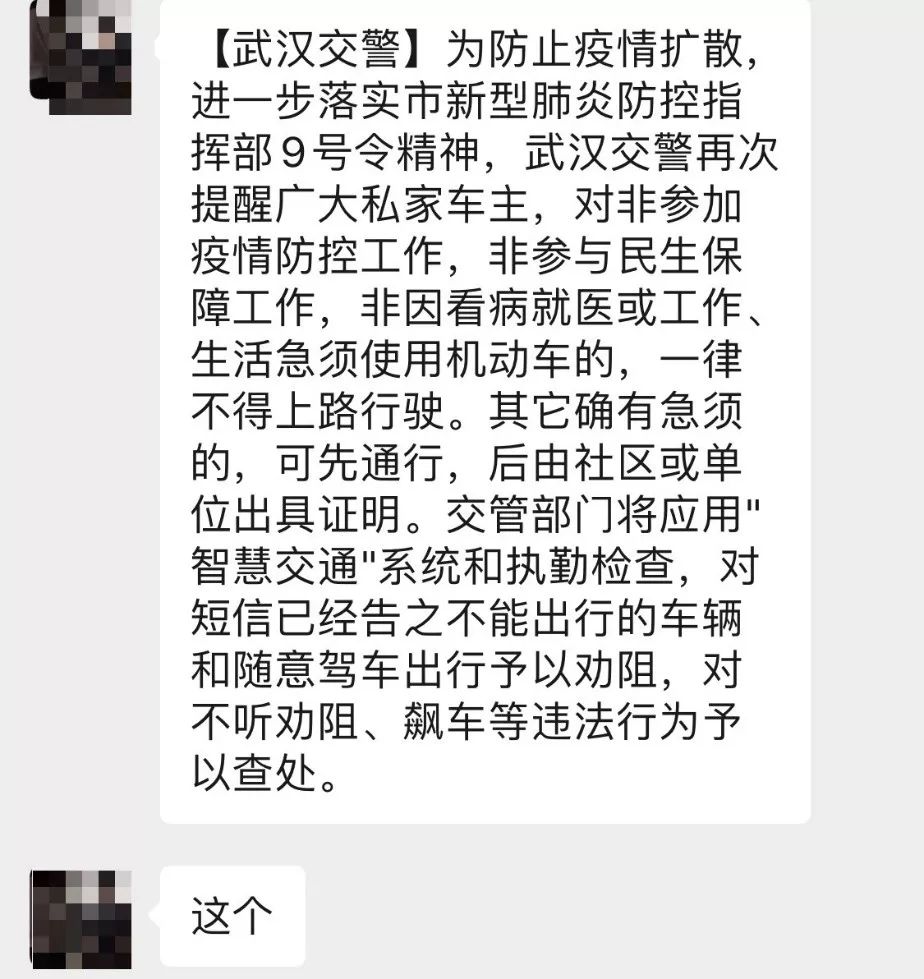 【武汉交警】为防止疫情扩散，
进一步落实市新型肺炎防控指
挥部9号令精神，武汉交警再次
提醒广大私家车主，对非参加
疫情防控工作，非参与民生保
障工作，非因看病就医或工作、
生活急须使用机动车的，一律
不得上路行驶。其它确有急须
的，可先通行，后由社区或单
位出具证明。交管部门将应用"
智慧交通"系统和执勤检查，对
短信已经告之不能出行的车辆
和随意驾车出行予以劝阻，对
不听劝阻、飙车等违法行为予
以查处。
这个